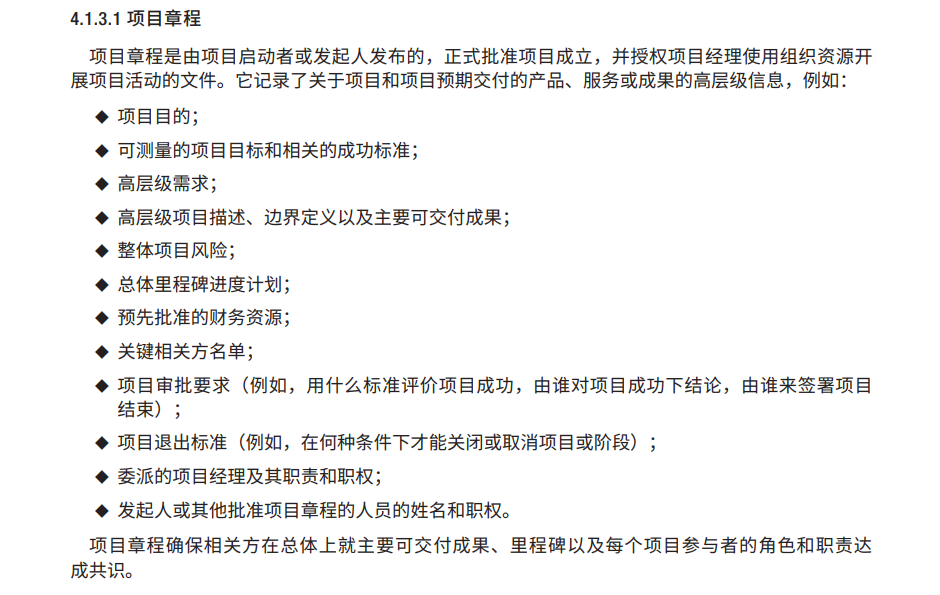 4.1.3.1 项目章程
项目章程是由项目启动者或发起人发布的，正式批准项目成立，并授权项目经理使用组织资源开
展项目活动的文件。它记录了关于项目和项目预期交付的产品、服务或成果的高层级信息，例如：
◆ 项目目的；
◆ 可测量的项目目标和相关的成功标准；
◆ 高层级需求；
◆ 高层级项目描述、边界定义以及主要可交付成果；
◆ 整体项目风险；
◆ 总体里程碑进度计划；
◆ 预先批准的财务资源；
◆ 关键相关方名单；
◆ 项目审批要求（例如，用什么标准评价项目成功，由谁对项目成功下结论，由谁来签署项目
结束）；
◆ 项目退出标准（例如，在何种条件下才能关闭或取消项目或阶段）；
◆ 委派的项目经理及其职责和职权；
◆ 发起人或其他批准项目章程的人员的姓名和职权。
项目章程确保相关方在总体上就主要可交付成果、里程碑以及每个项目参与者的角色和职责达
成共识。